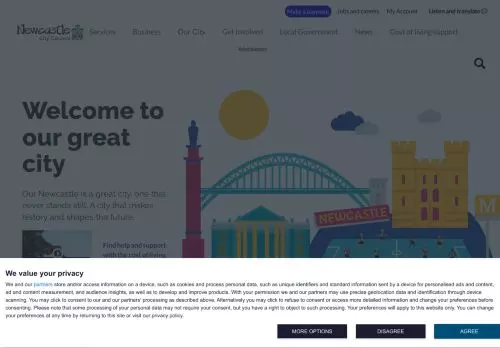 Make a payment Jobs and careers My Account Listen and translate
Newcastle
City Council
Services Business Our City Get Involved Local Government News Cost of living support
Welcome to
our great
city
Our Newcastle is a great city, one that
never stands still. A city that makes
history and shapes the future.
NEWCASTLE
Find help and support
with the cost of living
We value your privacy
We and our partners store and/or access information on a device, such as cookies and process personal data, such as unique identifiers and standard information sent by a device for personalised ads and content,
ad and content measurement, and audience insights, as well as to develop and improve products. With your permission we and our partners may use precise geolocation data and identification through device
scanning. You may click to consent to our and our partners' processing as described above. Alternatively you may click to refuse to consent or access more detailed information and change your preferences before
consenting. Please note that some processing of your personal data may not require your consent, but you have a right to object to such processing. Your preferences will apply to this website only. You can change
your preferences at any time by returning to this site or visit our privacy policy.
MORE OPTIONS DISAGREE AGREE